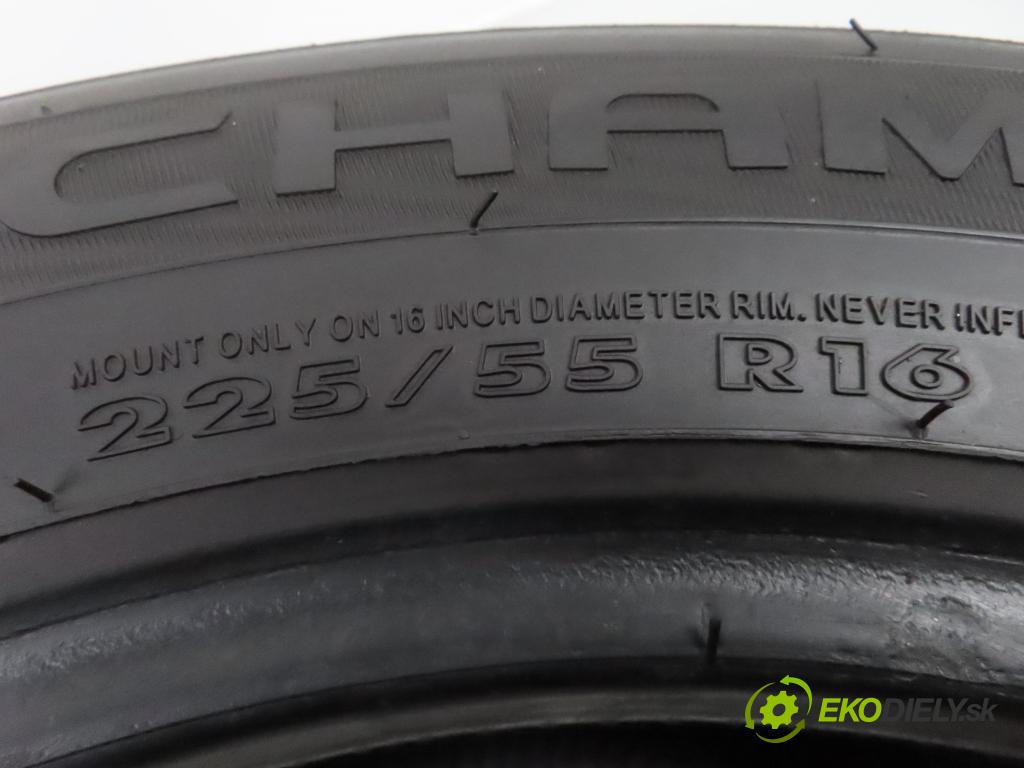 CHAM
MOUNT ONLY ON 16 INCH DIAMETER RIM. NEVER INFL
225/55 R16
EKODIELY.sk